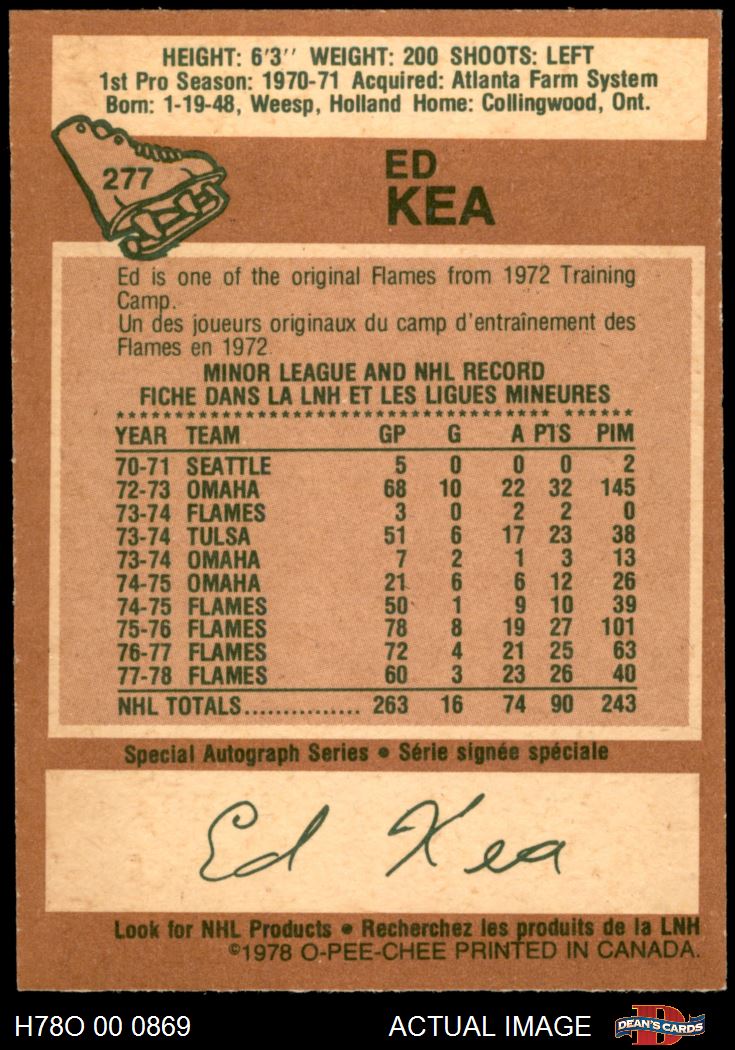 HEIGHT: 6'3'' WEIGHT: 200 SHOOTS: LEFT
1st Pro Season: 1970-71 Acquired: Atlanta Farm System
Born: 1-19-48, Weesp, Holland Home: Collingwood, Ont.
277
ED
KEA
Ed is one of the original Flames from 1972 Training
Camp.
Un des joueurs originaux du camp d'entraînement des
Flames en 1972
MINOR LEAGUE AND NHL RECORD
FICHE DANS LA LNH ET LES LIGUES MINEURES
YEAR TEAM GP G A PTS PIM
70-71 SEATTLE 5 0 0 0 2
72-73 OMAHA 68 10 22 32 145
73-74 FLAMES 3 0 2 2 0
73-74 TULSA 51 6 17 23 38
73-74 OMAHA 7 2 1 3 13
74-75 OMAHA 21 6 6 12 26
74-75 FLAMES 50 1 9 10 39
75-76 FLAMES 78 8 19 27 101
76-77 FLAMES 72 4 21 25 63
77-78 FLAMES 60 3 23 26 40
NHL TOTALS............... 263 16 74 90 243
Special Autograph Series • Série signée spéciale
Ed Kea
Look for NHL Products • Recherchez les produits de la LNH
©1978 O-PEE-CHEE PRINTED IN CANADA.
H78O 00 0869 ACTUAL IMAGE D DEAN'S CARDS